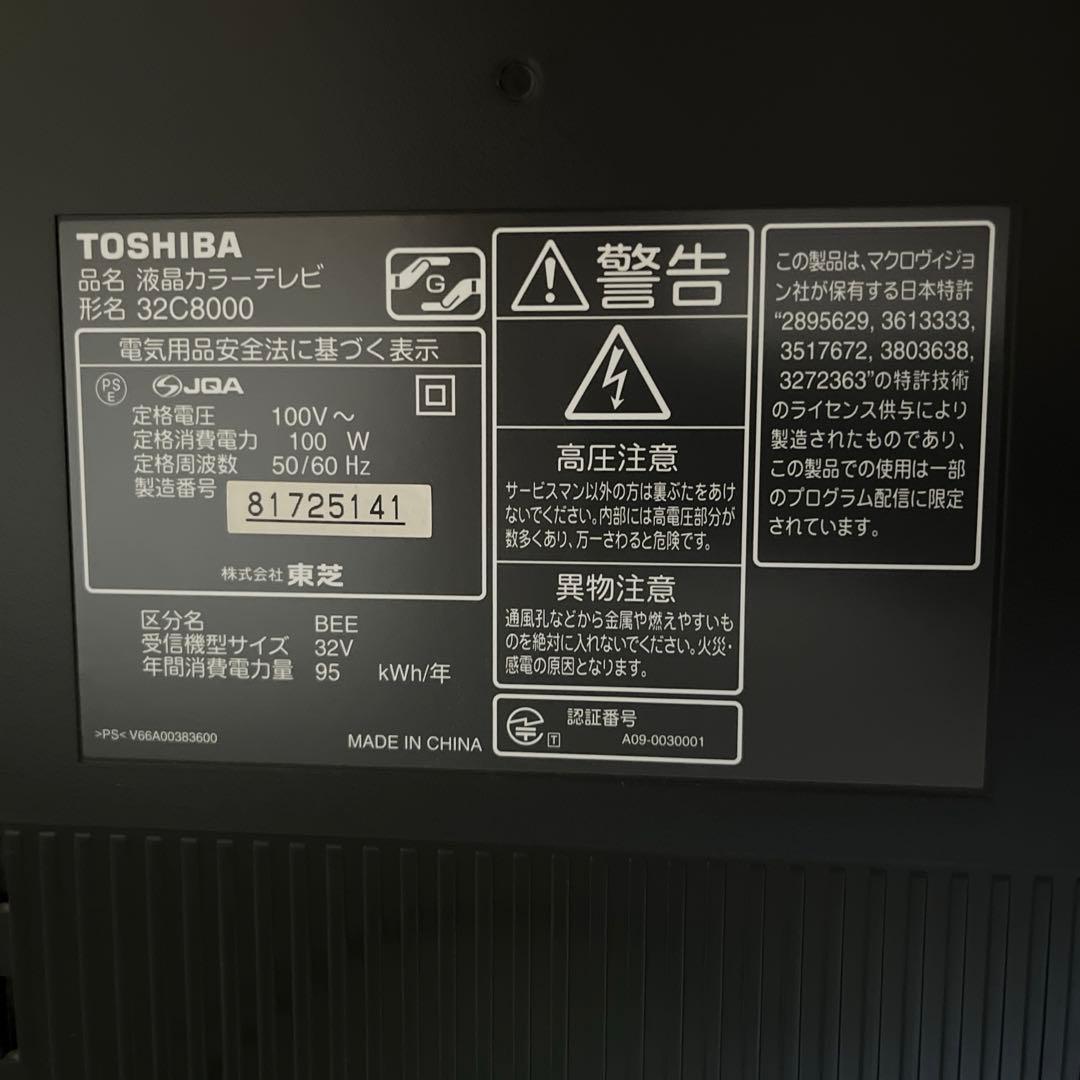 TOSHIBA
品名 液晶カラーテレビ
形名 32C8000
G
電気用品安全法に基づく表示
PS
E
JQA
定格電圧 100V～
定格消費電力 100 W
定格周波数 50/60 Hz
製造番号 81725141
株式会社 東芝
区分名 BEE
受信機型サイズ 32V
年間消費電力量 95 kWh/年
>PS< V66A00383600
MADE IN CHINA
警告
高圧注意
サービスマン以外の方は裏ぶたをあけ
ないでください。内部には高電圧部分が
数多くあり、万一さわると危険です。
異物注意
通風孔などから金属や燃えやすいも
のを絶対に入れないでください。火災・
感電の原因となります。
認証番号
T A09-0030001
この製品は、マクロヴィジョ
ン社が保有する日本特許
“2895629, 3613333,
3517672, 3803638,
3272363”の特許技術
のライセンス供与により
製造されたものであり、
この製品での使用は一部
のプログラム配信に限定
されています。